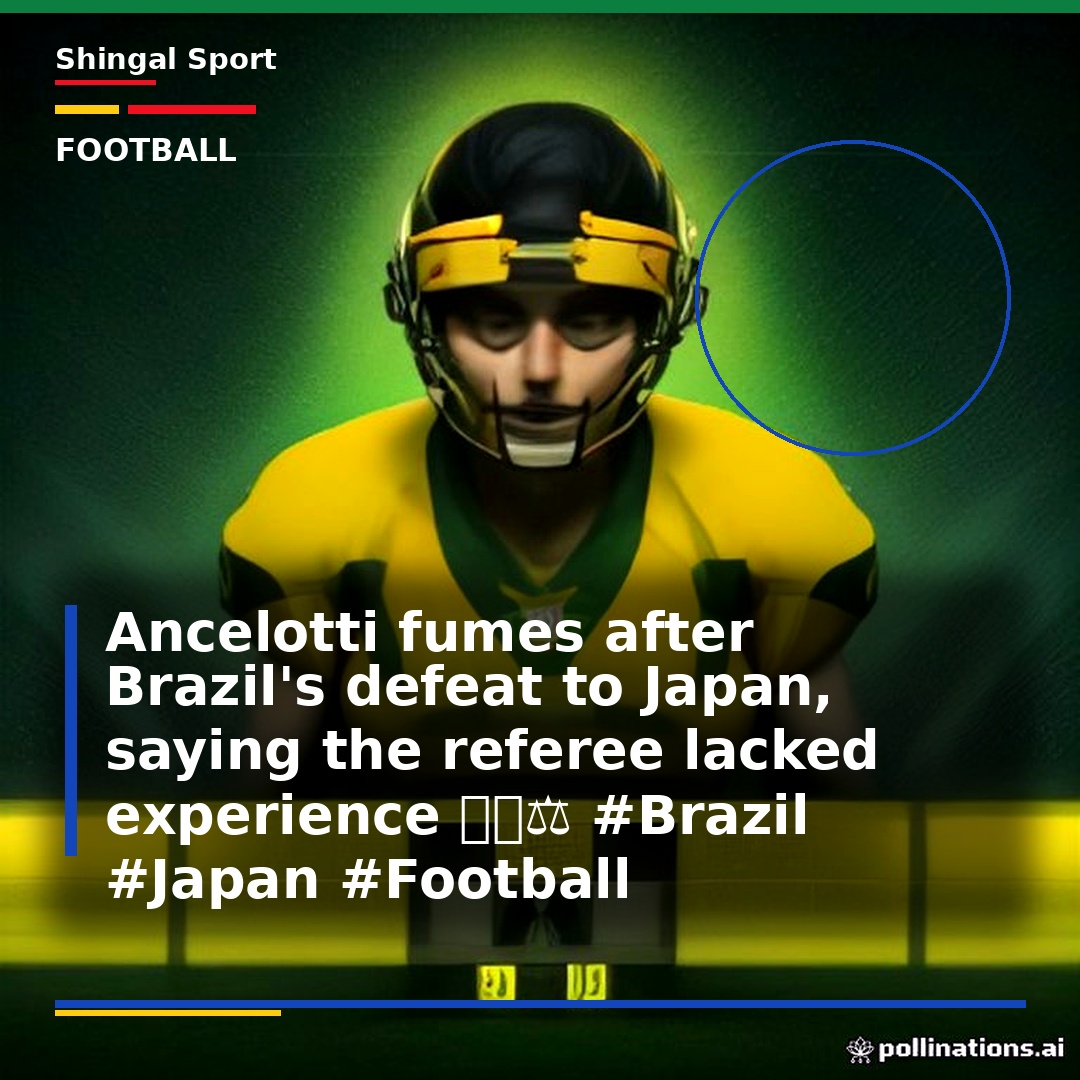 Shingal Sport
FOOTBALL
Ancelotti fumes after
Brazil's defeat to Japan,
saying the referee lacked
experience ⚖ #Brazil
#Japan #Football
pollinations.ai